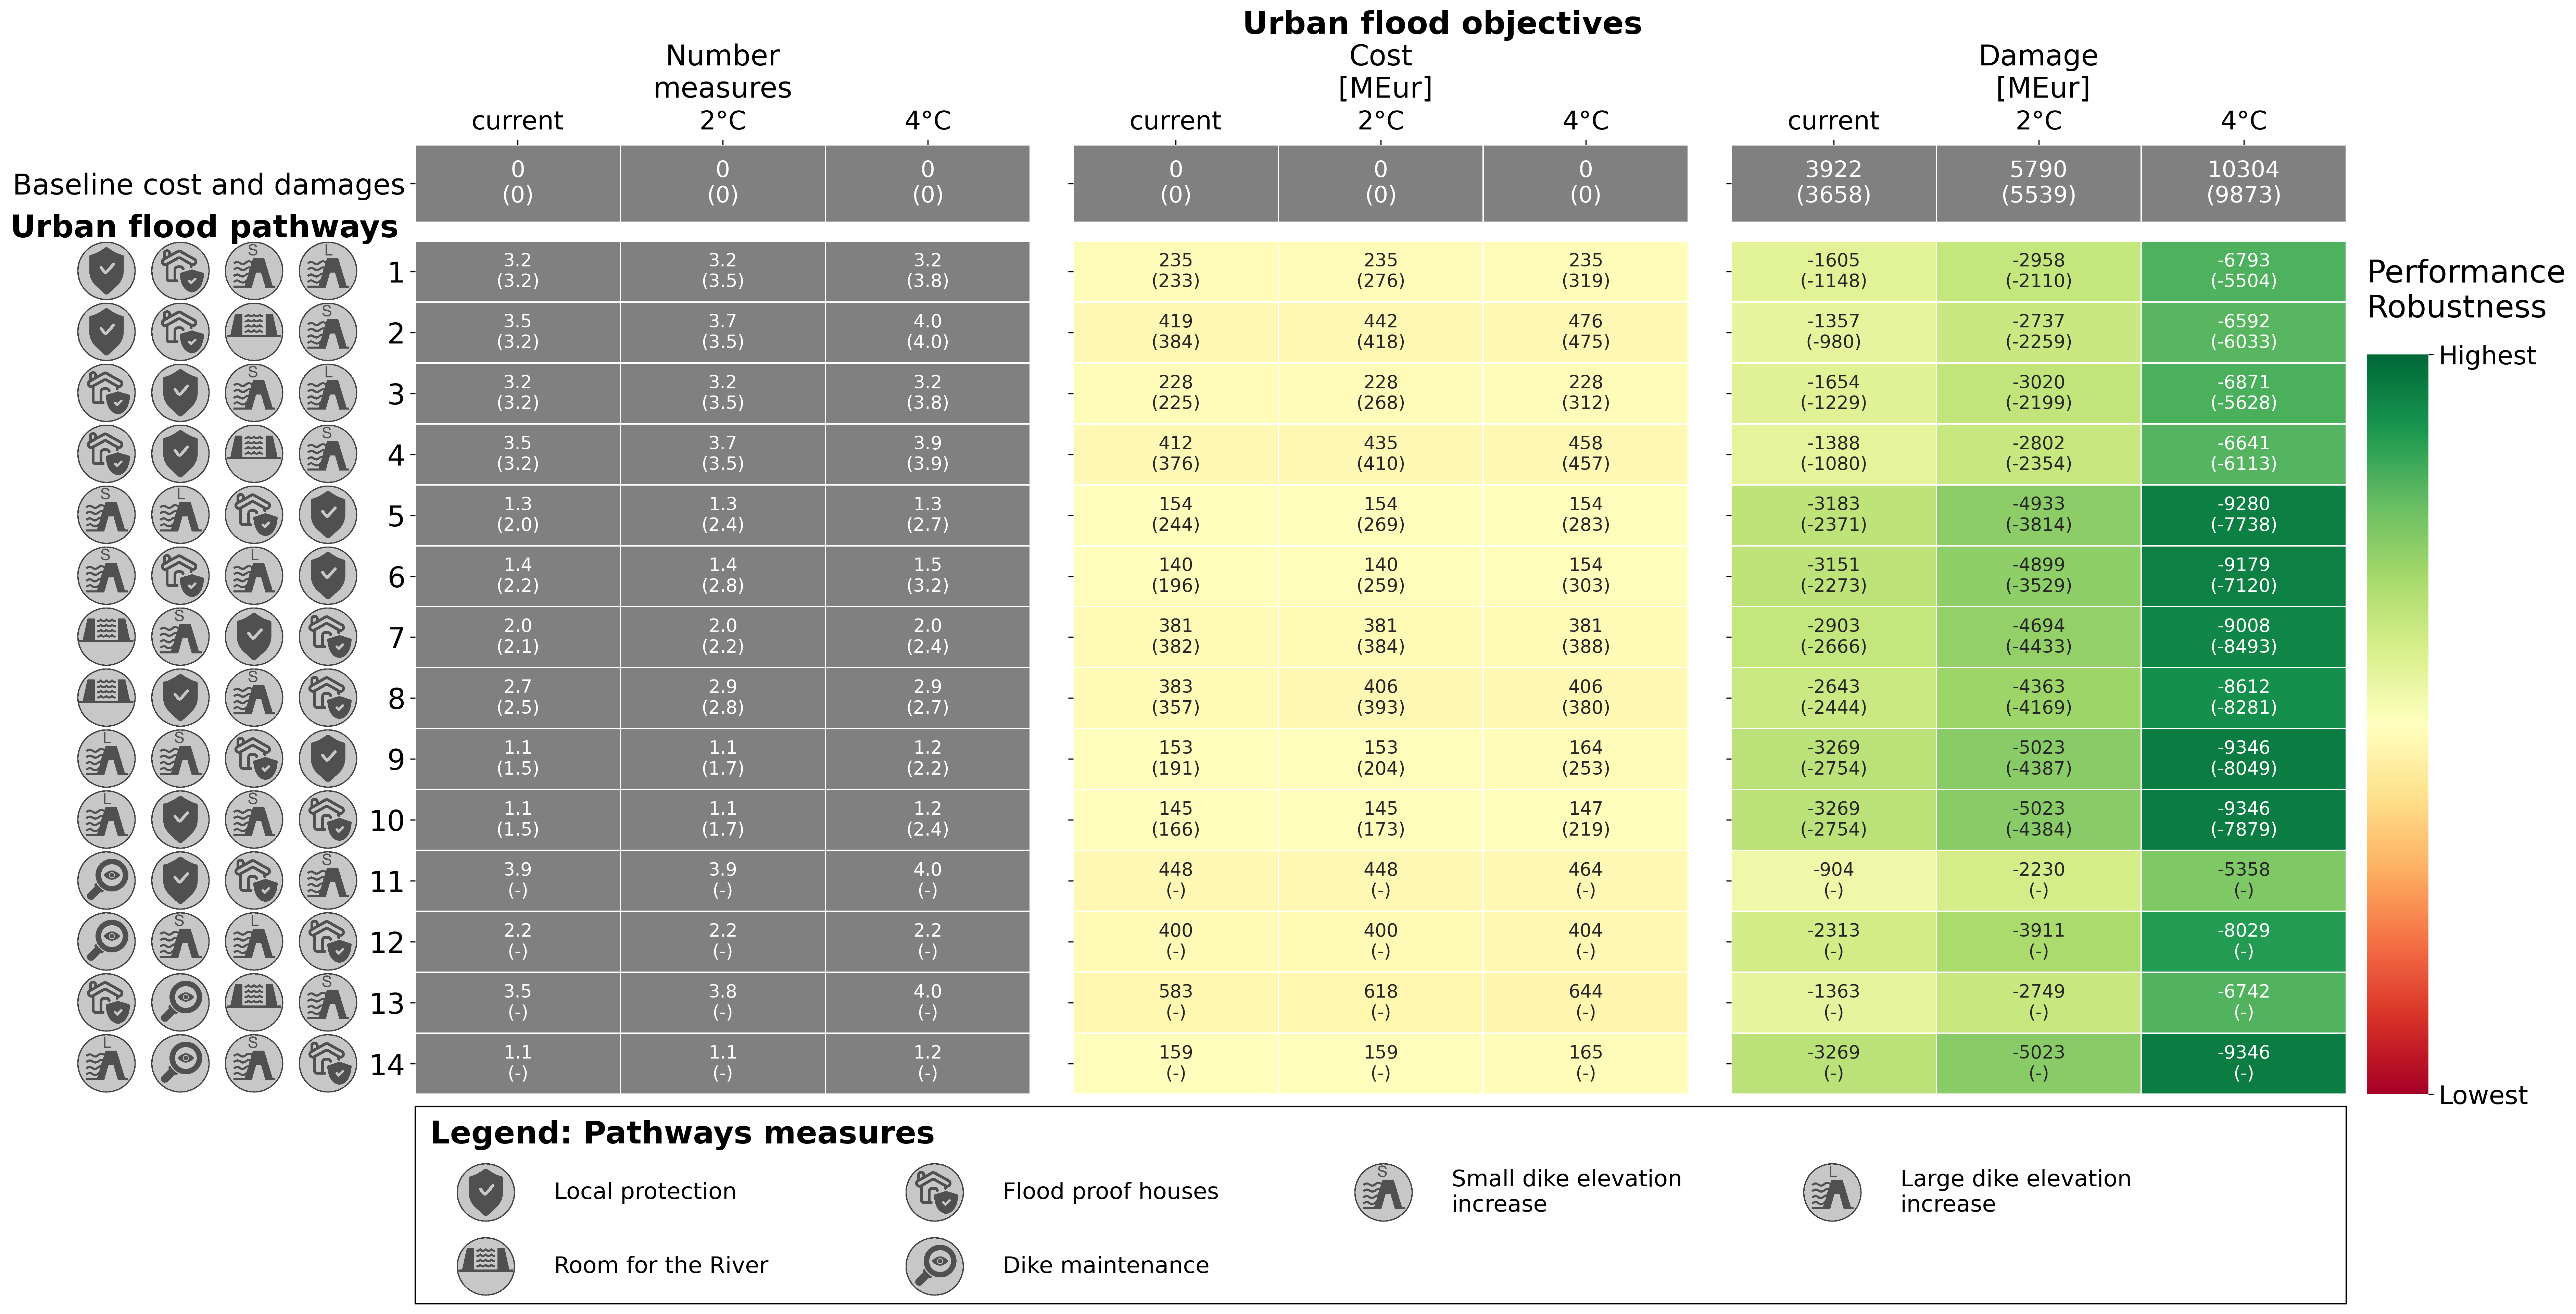 Urban flood objectives
Number measures
Cost [MEur]
Damage [MEur]
current 2°C 4°C current 2°C 4°C current 2°C 4°C
Baseline cost and damages 0 0 0 0 0 0 3922 5790 10304
(0) (0) (0) (0) (0) (0) (3658) (5539) (9873)
Urban flood pathways
S L 1 3.2 3.2 3.2 235 235 235 -1605 -2958 -6793
(3.2) (3.5) (3.8) (233) (276) (319) (-1148) (-2110) (-5504)
S 2 3.5 3.7 4.0 419 442 476 -1357 -2737 -6592
(3.2) (3.5) (4.0) (384) (418) (475) (-980) (-2259) (-6033)
S L 3 3.2 3.2 3.2 228 228 228 -1654 -3020 -6871
(3.2) (3.5) (3.8) (225) (268) (312) (-1229) (-2199) (-5628)
S 4 3.5 3.7 3.9 412 435 458 -1388 -2802 -6641
(3.2) (3.5) (3.9) (376) (410) (457) (-1080) (-2354) (-6113)
S L 5 1.3 1.3 1.3 154 154 154 -3183 -4933 -9280
(2.0) (2.4) (2.7) (244) (269) (283) (-2371) (-3814) (-7738)
S L 6 1.4 1.4 1.5 140 140 154 -3151 -4899 -9179
(2.2) (2.8) (3.2) (196) (259) (303) (-2273) (-3529) (-7120)
S 7 2.0 2.0 2.0 381 381 381 -2903 -4694 -9008
(2.1) (2.2) (2.4) (382) (384) (388) (-2666) (-4433) (-8493)
S 8 2.7 2.9 2.9 383 406 406 -2643 -4363 -8612
(2.5) (2.8) (2.7) (357) (393) (380) (-2444) (-4169) (-8281)
L S 9 1.1 1.1 1.2 153 153 164 -3269 -5023 -9346
(1.5) (1.7) (2.2) (191) (204) (253) (-2754) (-4387) (-8049)
L S 10 1.1 1.1 1.2 145 145 147 -3269 -5023 -9346
(1.5) (1.7) (2.4) (166) (173) (219) (-2754) (-4384) (-7879)
S 11 3.9 3.9 4.0 448 448 464 -904 -2230 -5358
(-) (-) (-) (-) (-) (-) (-) (-) (-)
S L 12 2.2 2.2 2.2 400 400 404 -2313 -3911 -8029
(-) (-) (-) (-) (-) (-) (-) (-) (-)
S 13 3.5 3.8 4.0 583 618 644 -1363 -2749 -6742
(-) (-) (-) (-) (-) (-) (-) (-) (-)
L S 14 1.1 1.1 1.2 159 159 165 -3269 -5023 -9346
(-) (-) (-) (-) (-) (-) (-) (-) (-)
Performance
Robustness
Highest
Lowest
Legend: Pathways measures
Local protection
Flood proof houses
S Small dike elevation
increase
L Large dike elevation
increase
Room for the River
Dike maintenance